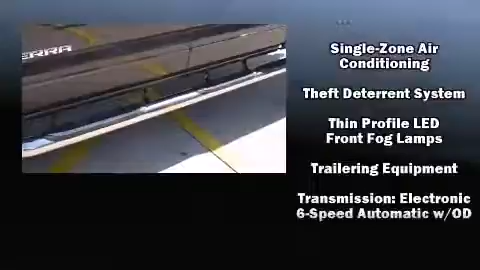 ERRA
Single-Zone Air
Conditioning
Theft Deterrent System
Thin Profile LED
Front Fog Lamps
Trailering Equipment
Transmission: Electronic
6-Speed Automatic w/OD